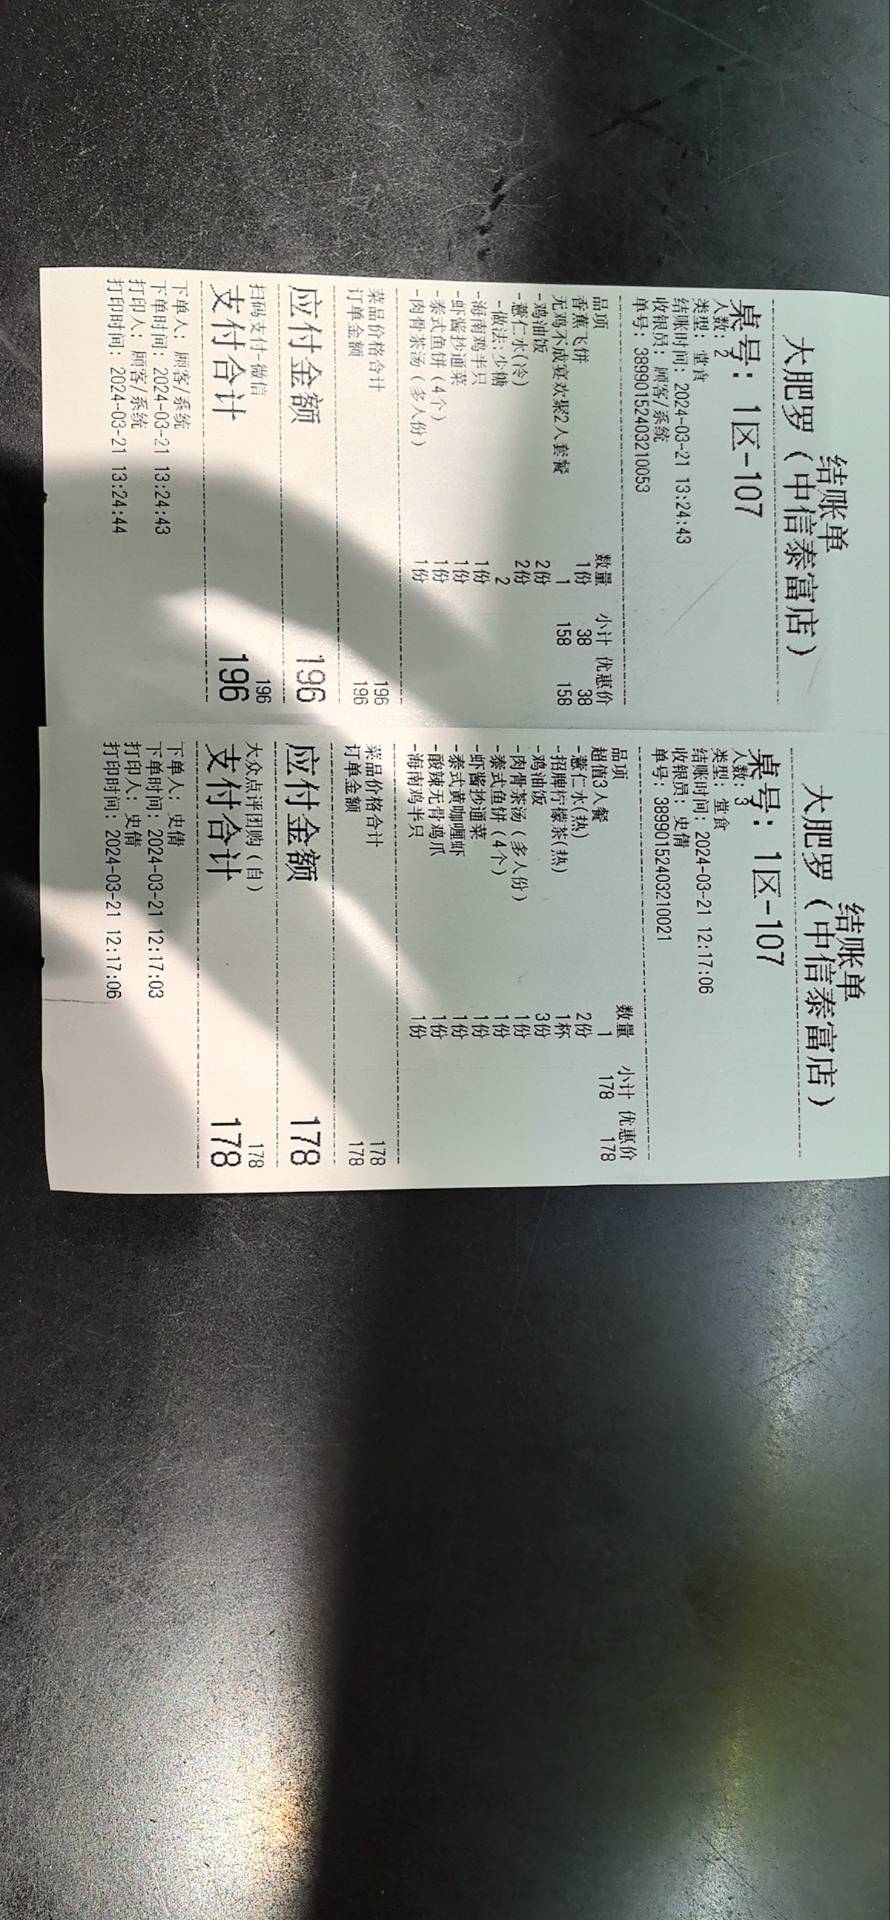 结账单
大肥罗（中信泰富店）
桌号：1区-107
人数：2
类型：堂食
结账时间：2024-03-21 13:24:43
收银员：顾客/系统
单号：38990152403210053
品项 数量 小计 优惠价
香蕉飞饼 1份 38 38
无鸡不成宴欢聚2人套餐 1 158 158
-鸡油饭 2份
-薏仁水(冷) 2份
-做法:少糖 2
-海南鸡半只 1份
-虾酱抄通菜 1份
-泰式鱼饼（4个） 1份
-肉骨茶汤（多人份） 1份
菜品价格合计 196
订单金额 196
应付金额 196
扫码支付-微信 196
支付合计 196
下单人：顾客/系统
下单时间：2024-03-21 13:24:43
打印人：顾客/系统
打印时间：2024-03-21 13:24:44
结账单
大肥罗（中信泰富店）
桌号：1区-107
人数：3
类型：堂食
结账时间：2024-03-21 12:17:06
收银员：史倩
单号：38990152403210021
品项 数量 小计 优惠价
超值3人餐 1 178 178
-薏仁水(热) 2份
-招牌柠檬茶(热) 1杯
-鸡油饭 3份
-肉骨茶汤（多人份） 1份
-泰式鱼饼（4个） 1份
-虾酱抄通菜 1份
-泰式黄咖喱虾 1份
-酸辣无骨鸡爪 1份
-海南鸡半只 1份
菜品价格合计 178
订单金额 178
应付金额 178
大众点评团购（自） 178
支付合计 178
下单人：史倩
下单时间：2024-03-21 12:17:03
打印人：史倩
打印时间：2024-03-21 12:17:06